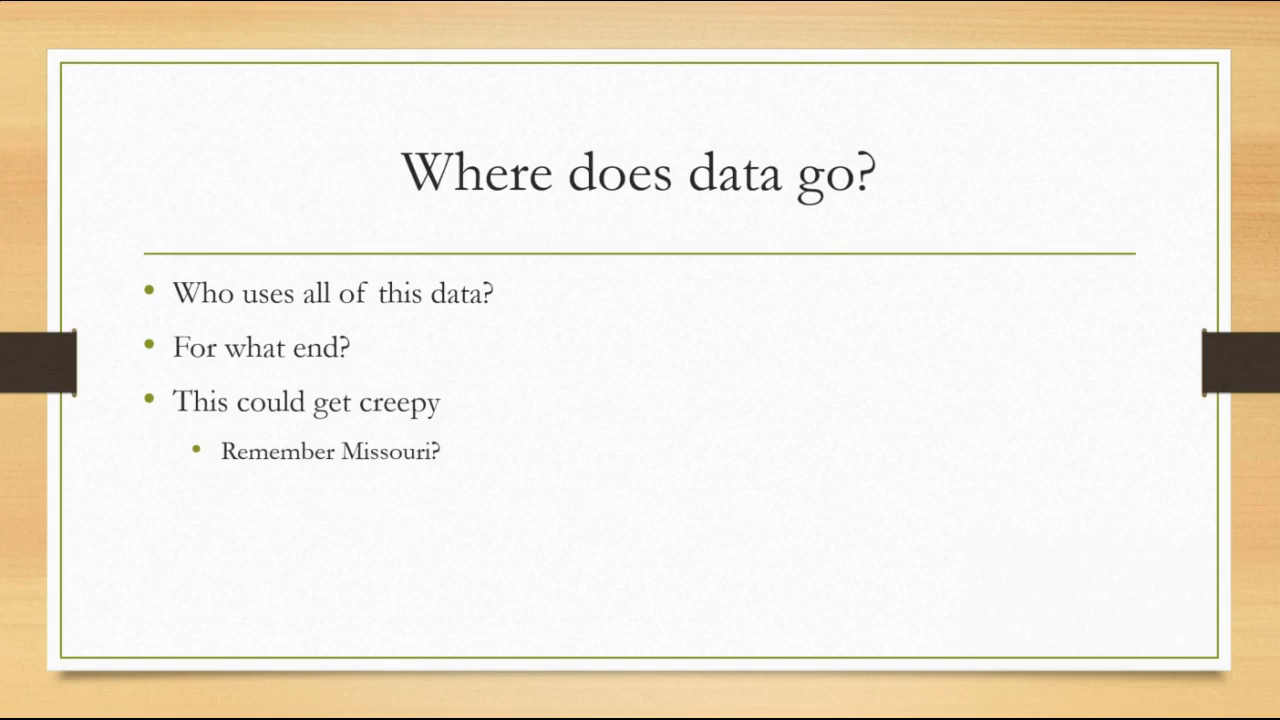 Where does data go?
Who uses all of this data?
For what end?
This could get creepy
Remember Missouri?